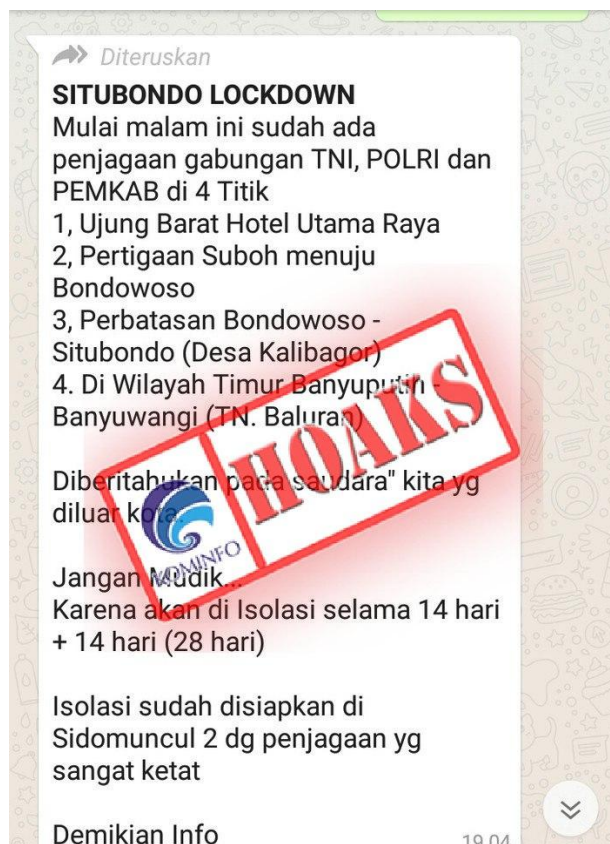 Diteruskan
SITUBONDO LOCKDOWN
Mulai malam ini sudah ada
penjagaan gabungan TNI, POLRI dan
PEMKAB di 4 Titik
1, Ujung Barat Hotel Utama Raya
2, Pertigaan Suboh menuju
Bondowoso
3, Perbatasan Bondowoso -
Situbondo (Desa Kalibagor)
4. Di Wilayah Timur Banyuputih -
Banyuwangi (TN. Baluran)
HOAKS
Diberitahukan pada saudara" kita yg
diluar kota.
KOMINFO
Jangan Mudik...
Karena akan di Isolasi selama 14 hari
+ 14 hari (28 hari)
Isolasi sudah disiapkan di
Sidomuncul 2 dg penjagaan yg
sangat ketat
Demikian Info
19.04